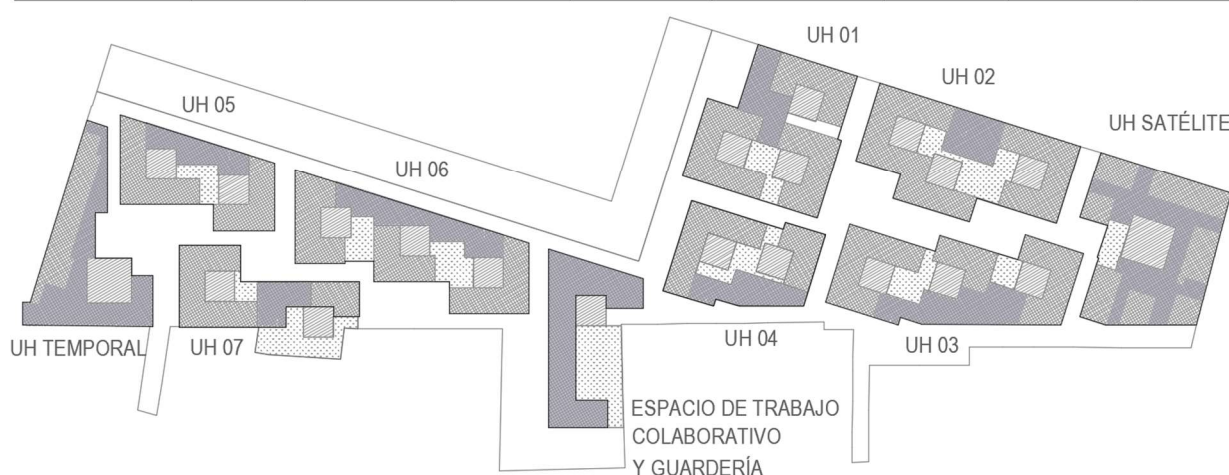 UH 01
UH 02
UH 05
UH SATÉLITE
UH 06
UH 04
UH 03
UH TEMPORAL
UH 07
ESPACIO DE TRABAJO
COLABORATIVO
Y GUARDERÍA